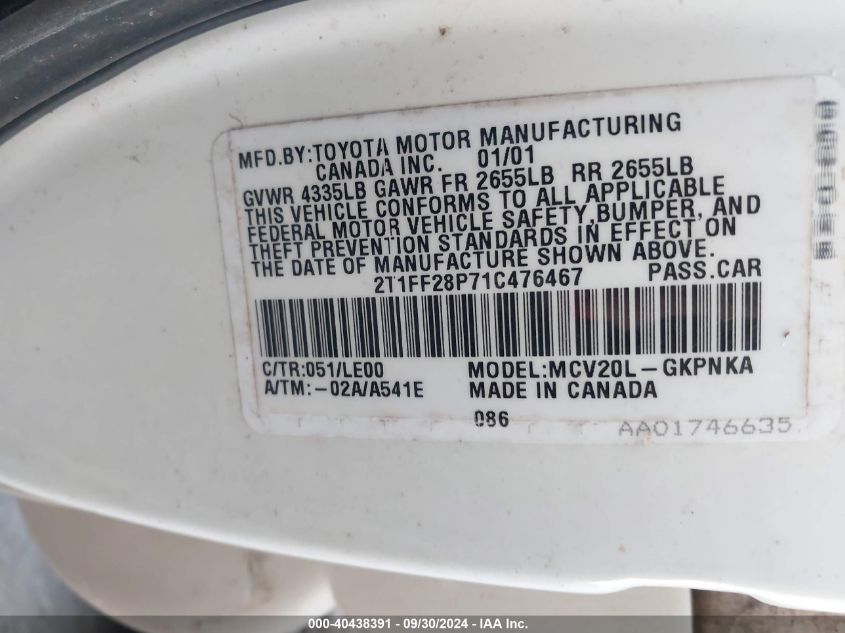 MFD.BY:TOYOTA MOTOR MANUFACTURING
CANADA INC. 01/01
GVWR 4335LB GAWR FR 2655LB RR 2655LB
THIS VEHICLE CONFORMS TO ALL APPLICABLE
FEDERAL MOTOR VEHICLE SAFETY,BUMPER, AND
THEFT PREVENTION STANDARDS IN EFFECT ON
THE DATE OF MANUFACTURE SHOWN ABOVE.
2T1FF28P71C476467 PASS.CAR
C/TR:051/LE00 MODEL:MCV20L-GKPNKA
A/TM:-02A/A541E MADE IN CANADA
086
AA01746635
000-40438391 - 09/30/2024 - IAA Inc.